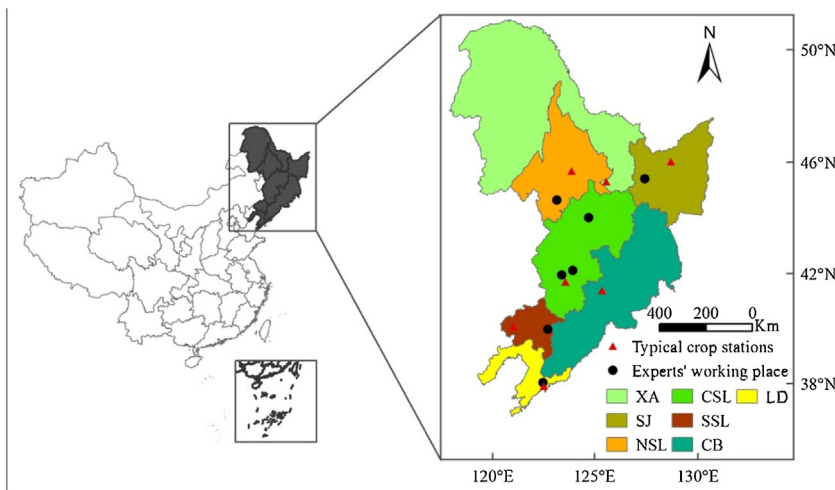 N
50°N
46°N
42°N
38°N
400 200 0
Km
Typical crop stations
Experts' working place
XA CSL LD
SJ SSL
NSL CB
120°E 125°E 130°E